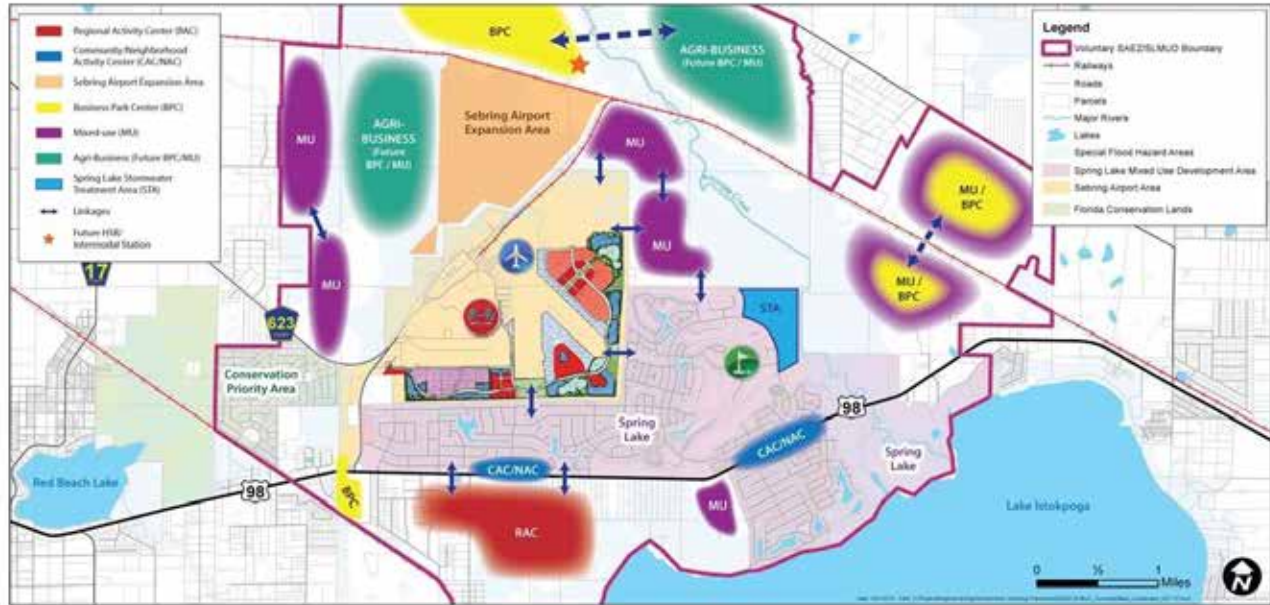 Regional Activity Center (RAC)
Community/Neighborhood
Activity Center (CAC/NAC)
Sebring Airport Expansion Area
Business Park Center (BPC)
Mixed-use (MU)
Agri-Business (Future BPC/MU)
Spring Lake Stormwater
Treatment Area (STA)
Linkages
Future HSR/
Intermodal Station
Legend
Voluntary SAEZ/SLMUD Boundary
Railways
Roads
Parcels
Major Rivers
Lakes
Special Flood Hazard Areas
Spring Lake Mixed Use Development Area
Sebring Airport Area
Florida Conservation Lands
BPC
AGRI-BUSINESS
(Future BPC / MU)
MU
AGRI-
BUSINESS
(Future
BPC / MU)
Sebring Airport
Expansion Area
MU
MU
MU
MU /
BPC
MU /
BPC
17
623
STA
Conservation
Priority Area
Spring
Lake
98
CAC/NAC
Spring
Lake
CAC/NAC
Red Beach Lake
98
BPC
RAC
MU
Lake Istokpoga
0 ½ 1
Miles
N